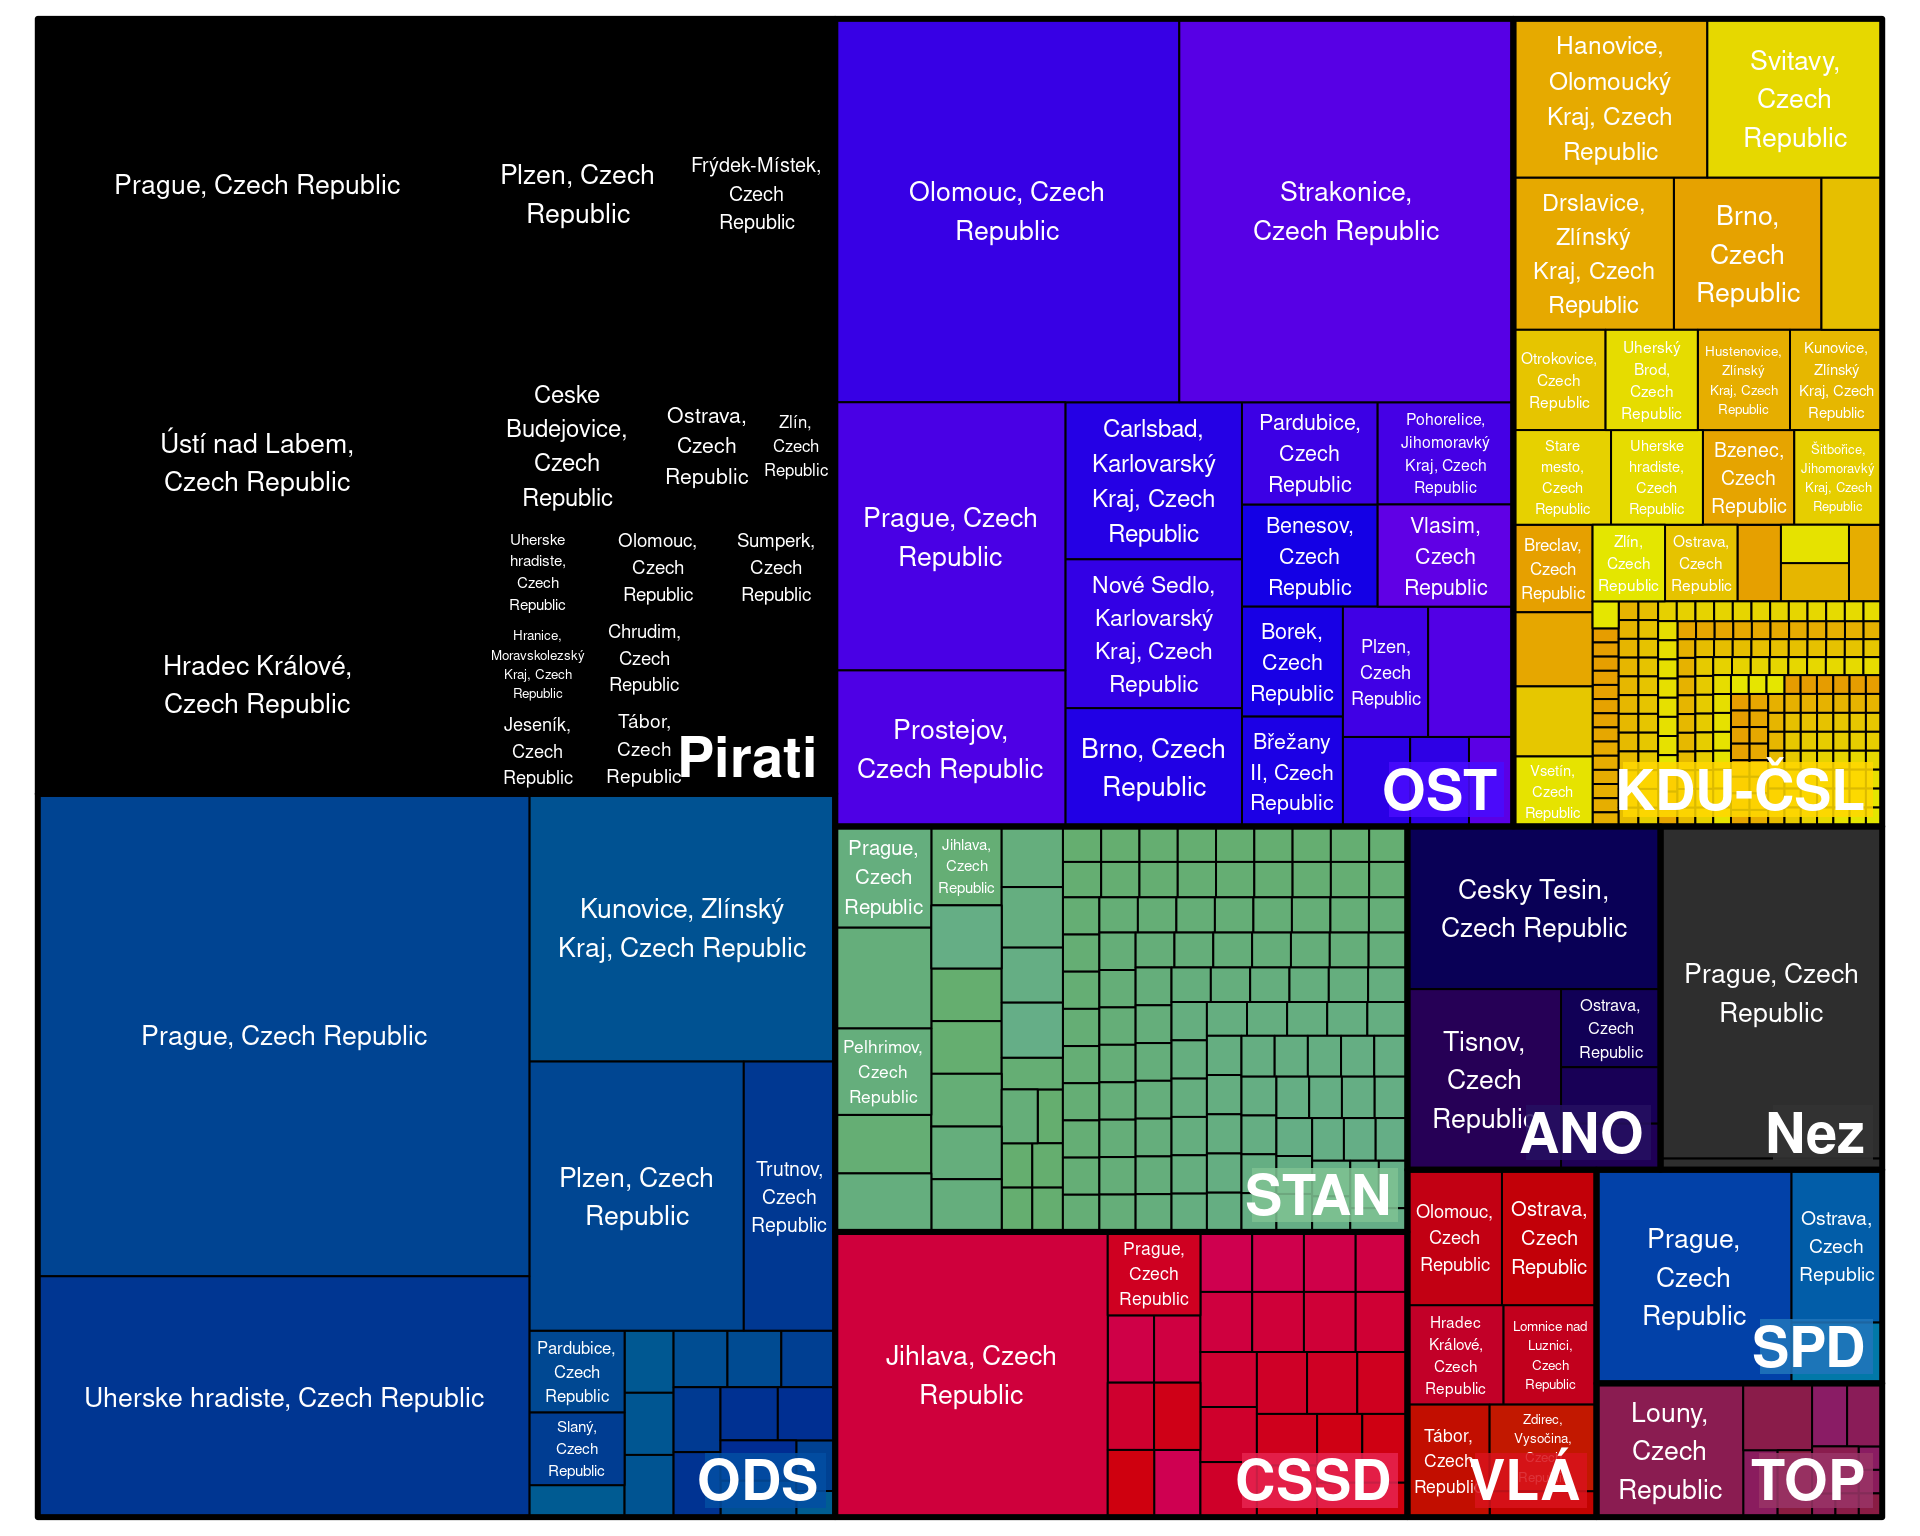 Prague, Czech Republic
Plzen, Czech
Republic
Frýdek-Místek,
Czech
Republic
Ústí nad Labem,
Czech Republic
Ceske
Budejovice,
Czech
Republic
Ostrava,
Czech
Republic
Zlín,
Czech
Republic
Hradec Králové,
Czech Republic
Uherske
hradiste,
Czech
Republic
Olomouc,
Czech
Republic
Sumperk,
Czech
Republic
Hranice,
Moravskolezský
Kraj, Czech
Republic
Chrudim,
Czech
Republic
Jeseník,
Czech
Republic
Tábor,
Czech
Republic
Pirati
Prague, Czech Republic
Kunovice, Zlínský
Kraj, Czech Republic
Plzen, Czech
Republic
Trutnov,
Czech
Republic
Uherske hradiste, Czech Republic
Pardubice,
Czech
Republic
Slaný,
Czech
Republic
ODS
Olomouc, Czech
Republic
Strakonice,
Czech Republic
Prague, Czech
Republic
Prostejov,
Czech Republic
Carlsbad,
Karlovarský
Kraj, Czech
Republic
Nové Sedlo,
Karlovarský
Kraj, Czech
Republic
Brno, Czech
Republic
Pardubice,
Czech
Republic
Pohorelice,
Jihomoravký
Kraj, Czech
Republic
Benesov,
Czech
Republic
Vlasim,
Czech
Republic
Borek,
Czech
Republic
Plzen,
Czech
Republic
Břežany
II, Czech
Republic
OST
Hanovice,
Olomoucký
Kraj, Czech
Republic
Svitavy,
Czech
Republic
Drslavice,
Zlínský
Kraj, Czech
Republic
Brno,
Czech
Republic
Otrokovice,
Czech
Republic
Uherský
Brod,
Czech
Republic
Hustenovice,
Zlínský
Kraj, Czech
Republic
Kunovice,
Zlínský
Kraj, Czech
Republic
Stare
mesto,
Czech
Republic
Uherske
hradiste,
Czech
Republic
Bzenec,
Czech
Republic
Šitbořice,
Jihomoravký
Kraj, Czech
Republic
Breclav,
Czech
Republic
Zlín,
Czech
Republic
Ostrava,
Czech
Republic
Vsetín,
Czech
Republic
KDU-ČSL
Prague,
Czech
Republic
Jihlava,
Czech
Republic
Pelhrimov,
Czech
Republic
STAN
Jihlava, Czech
Republic
Prague,
Czech
Republic
CSSD
Cesky Tesin,
Czech Republic
Tisnov,
Czech
Republic
Ostrava,
Czech
Republic
ANO
Prague, Czech
Republic
Nez
Olomouc,
Czech
Republic
Ostrava,
Czech
Republic
Hradec
Králové,
Czech
Republic
Lomnice nad
Luznici,
Czech
Republic
Tábor,
Czech
Republic
Zdirec,
Vysočina,
Czech
Republic
VLÁ
Prague,
Czech
Republic
Ostrava,
Czech
Republic
SPD
Louny,
Czech
Republic
TOP